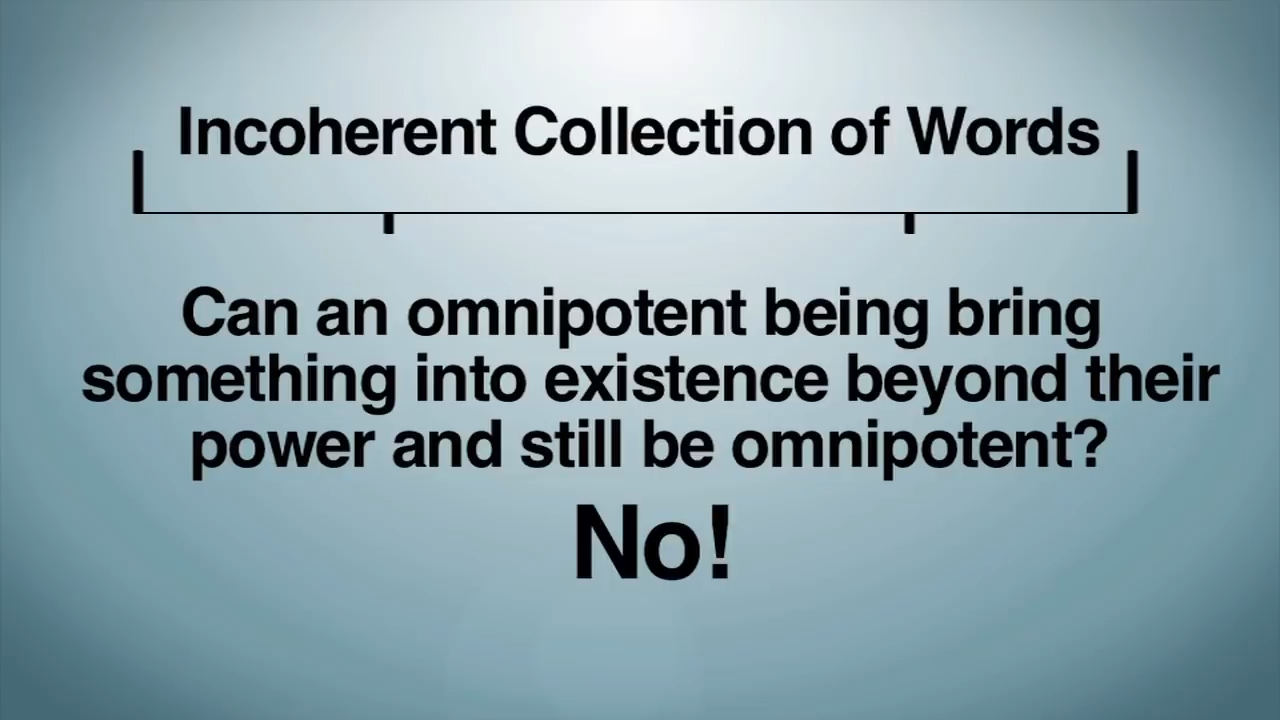 Incoherent Collection of Words
Can an omnipotent being bring
something into existence beyond their
power and still be omnipotent?
No!